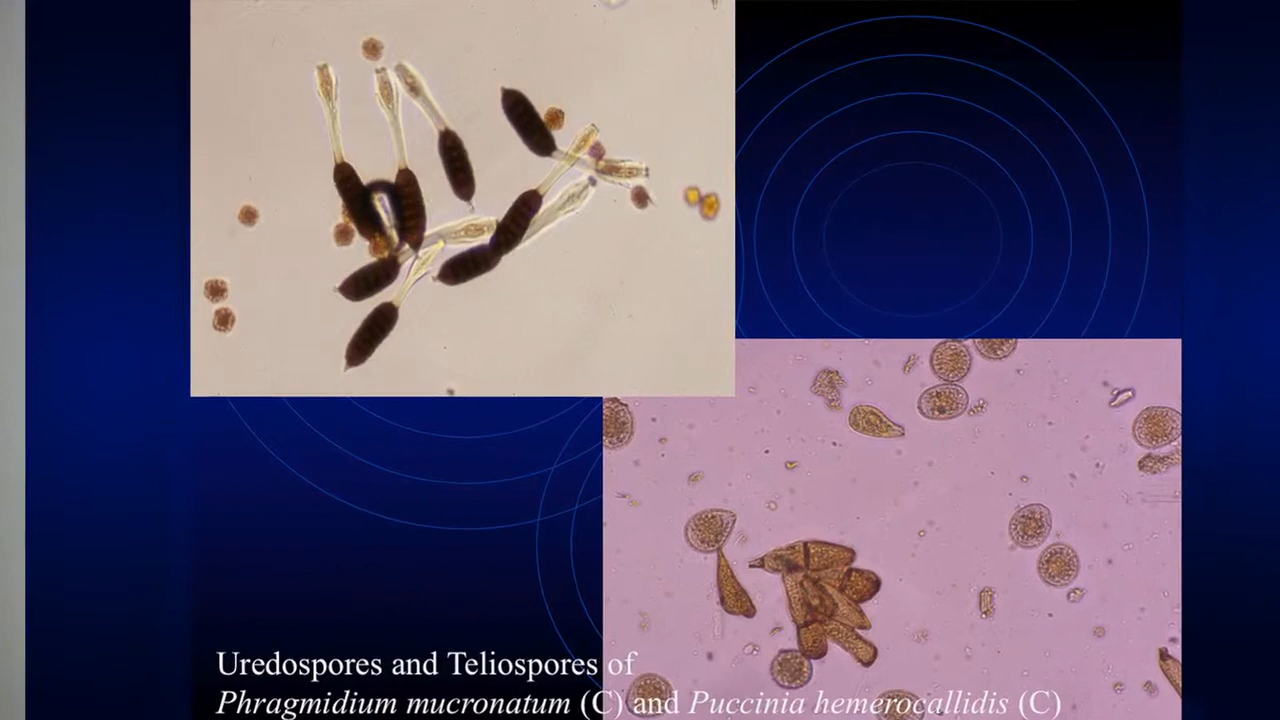 Uredospores and Teliospores of
Phragmidium mucronatum (C) and Puccinia hemerocallidis (C)